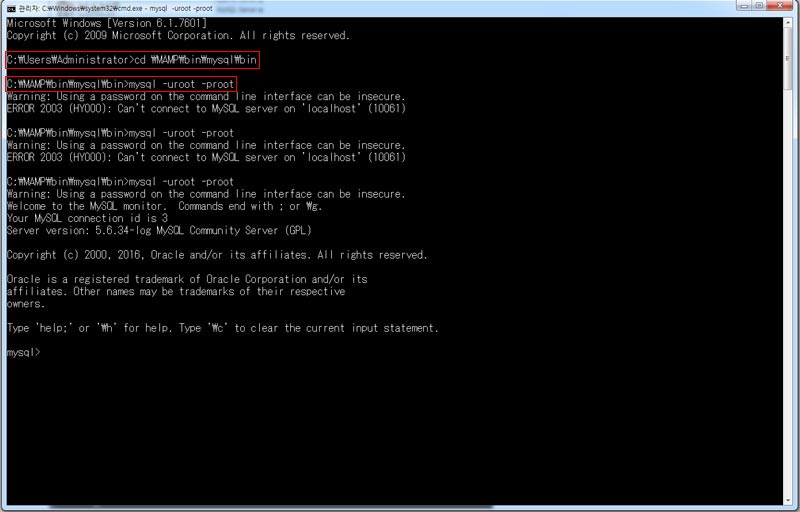 관리자: C:₩Windows₩system32₩cmd.exe - mysql  -uroot -proot
Microsoft Windows [Version 6.1.7601]
Copyright (c) 2009 Microsoft Corporation. All rights reserved.
C:₩Users₩Administrator>cd ₩MAMP₩bin₩mysql₩bin
C:₩MAMP₩bin₩mysql₩bin>mysql -uroot -proot
Warning: Using a password on the command line interface can be insecure.
ERROR 2003 (HY000): Can't connect to MySQL server on 'localhost' (10061)
C:₩MAMP₩bin₩mysql₩bin>mysql -uroot -proot
Warning: Using a password on the command line interface can be insecure.
ERROR 2003 (HY000): Can't connect to MySQL server on 'localhost' (10061)
C:₩MAMP₩bin₩mysql₩bin>mysql -uroot -proot
Warning: Using a password on the command line interface can be insecure.
Welcome to the MySQL monitor.  Commands end with ; or ₩g.
Your MySQL connection id is 3
Server version: 5.6.34-log MySQL Community Server (GPL)
Copyright (c) 2000, 2016, Oracle and/or its affiliates. All rights reserved.
Oracle is a registered trademark of Oracle Corporation and/or its
affiliates. Other names may be trademarks of their respective
owners.
Type 'help;' or '₩h' for help. Type '₩c' to clear the current input statement.
mysql>